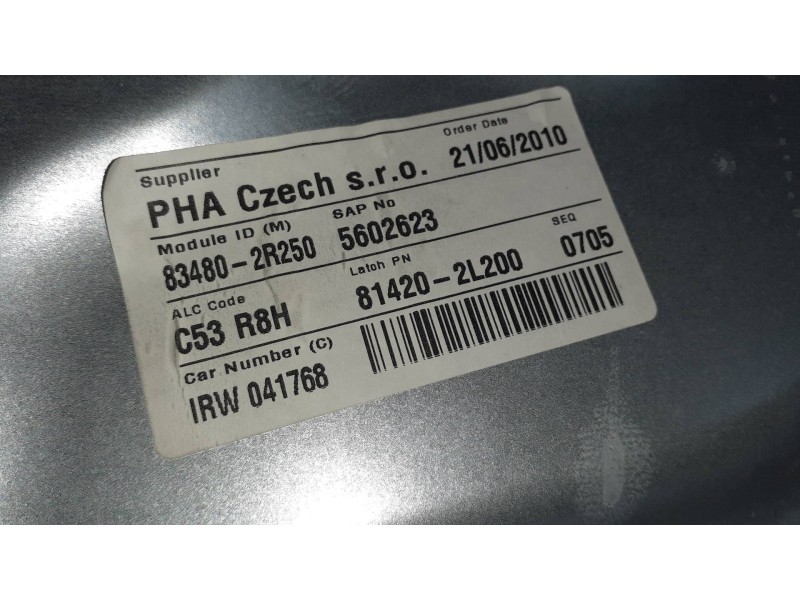 Supplier Order Date
PHA Czech s.r.o. 21/06/2010
Module ID (M) SAP No
83480-2R250 5602623
ALC Code Latch PN SEQ
C53 R8H 81420-2L200 0705
Car Number (C)
IRW 041768